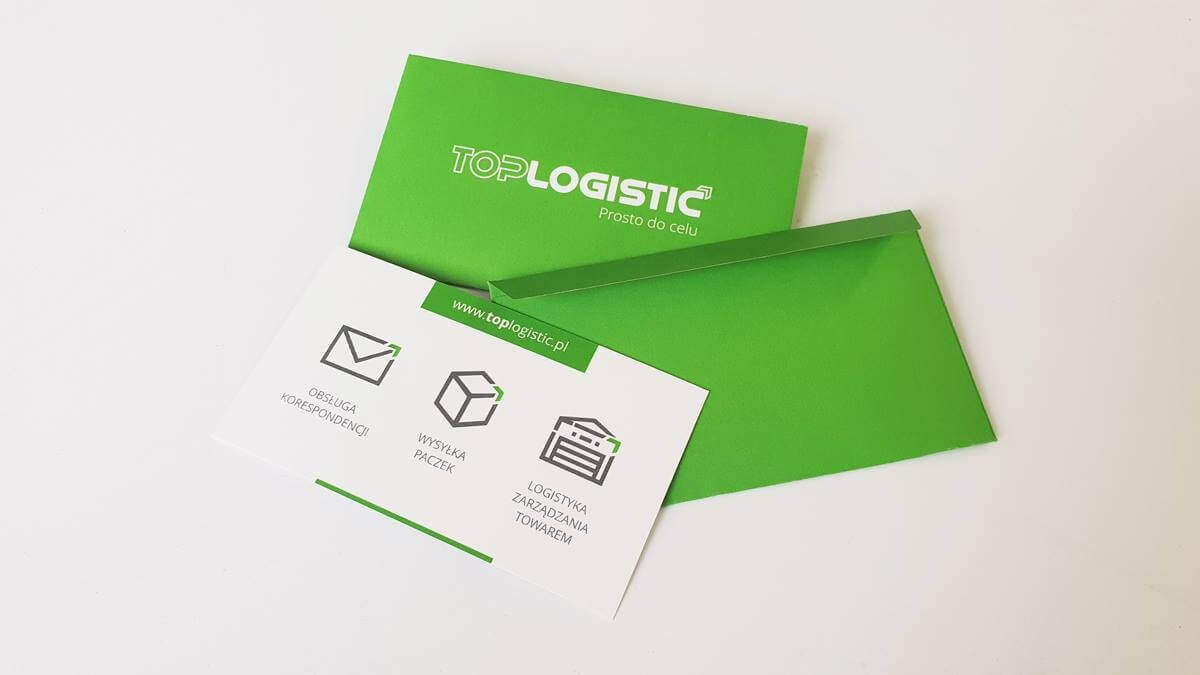 TOPLOGISTIC
Prosto do celu
www.toplogistic.pl
OBSŁUGA
KORESPONDENCJI
WYSYŁKA
PACZEK
LOGISTYKA
ZARZĄDZANIA
TOWAREM